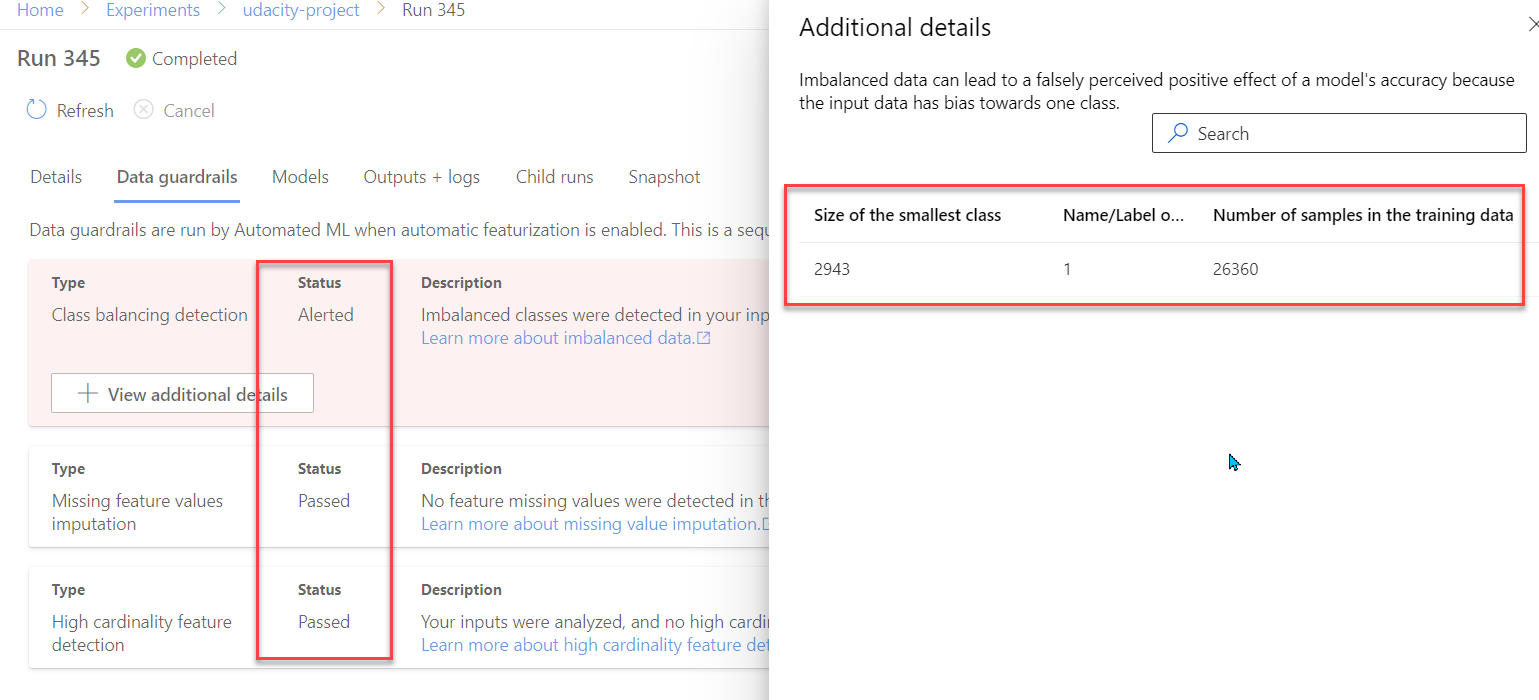 Home > Experiments > udacity-project > Run 345
Run 345 Completed
Refresh Cancel
Details Data guardrails Models Outputs + logs Child runs Snapshot
Data guardrails are run by Automated ML when automatic featurization is enabled. This is a sequ
Type Status Description
Class balancing detection Alerted Imbalanced classes were detected in your inp
Learn more about imbalanced data.
+ View additional details
Type Status Description
Missing feature values Passed No feature missing values were detected in th
imputation Learn more about missing value imputation.
Type Status Description
High cardinality feature Passed Your inputs were analyzed, and no high cardin
detection Learn more about high cardinality feature det
Additional details
Imbalanced data can lead to a falsely perceived positive effect of a model's accuracy because
the input data has bias towards one class.
Search
Size of the smallest class Name/Label o... Number of samples in the training data
2943 1 26360